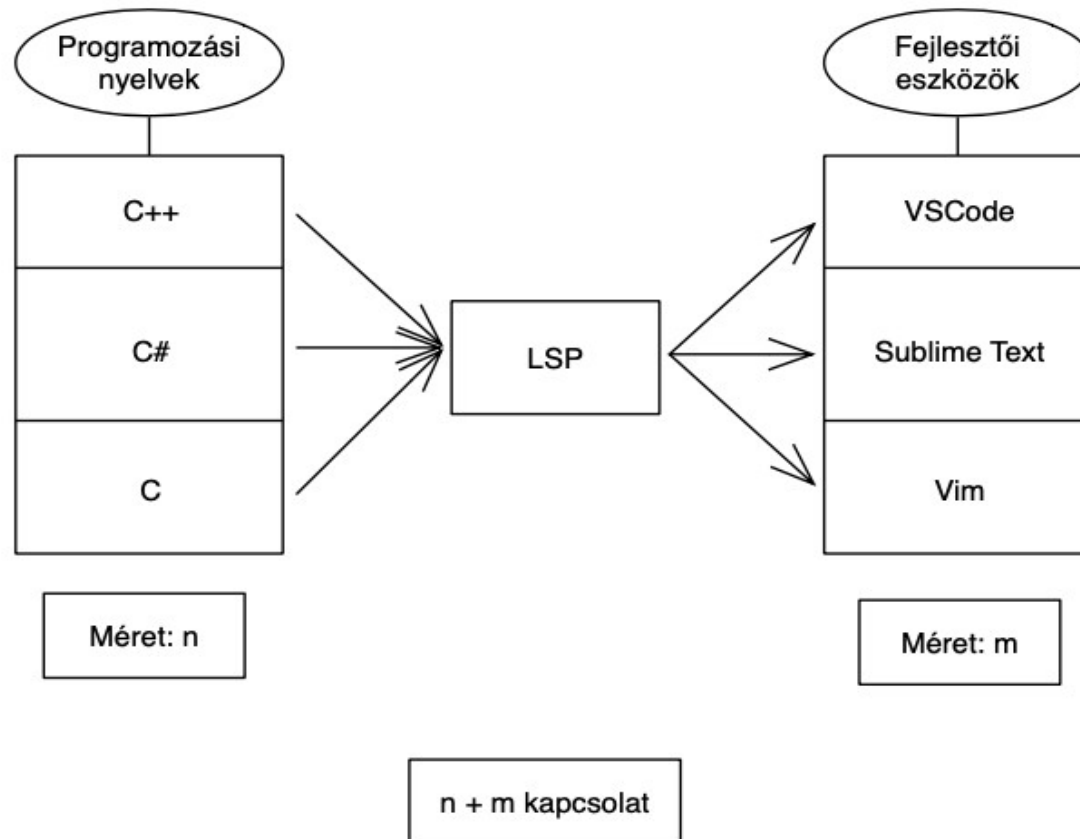 Programozási
nyelvek
C++
C#
C
Méret: n
LSP
Fejlesztői
eszközök
VSCode
Sublime Text
Vim
Méret: m
n + m kapcsolat